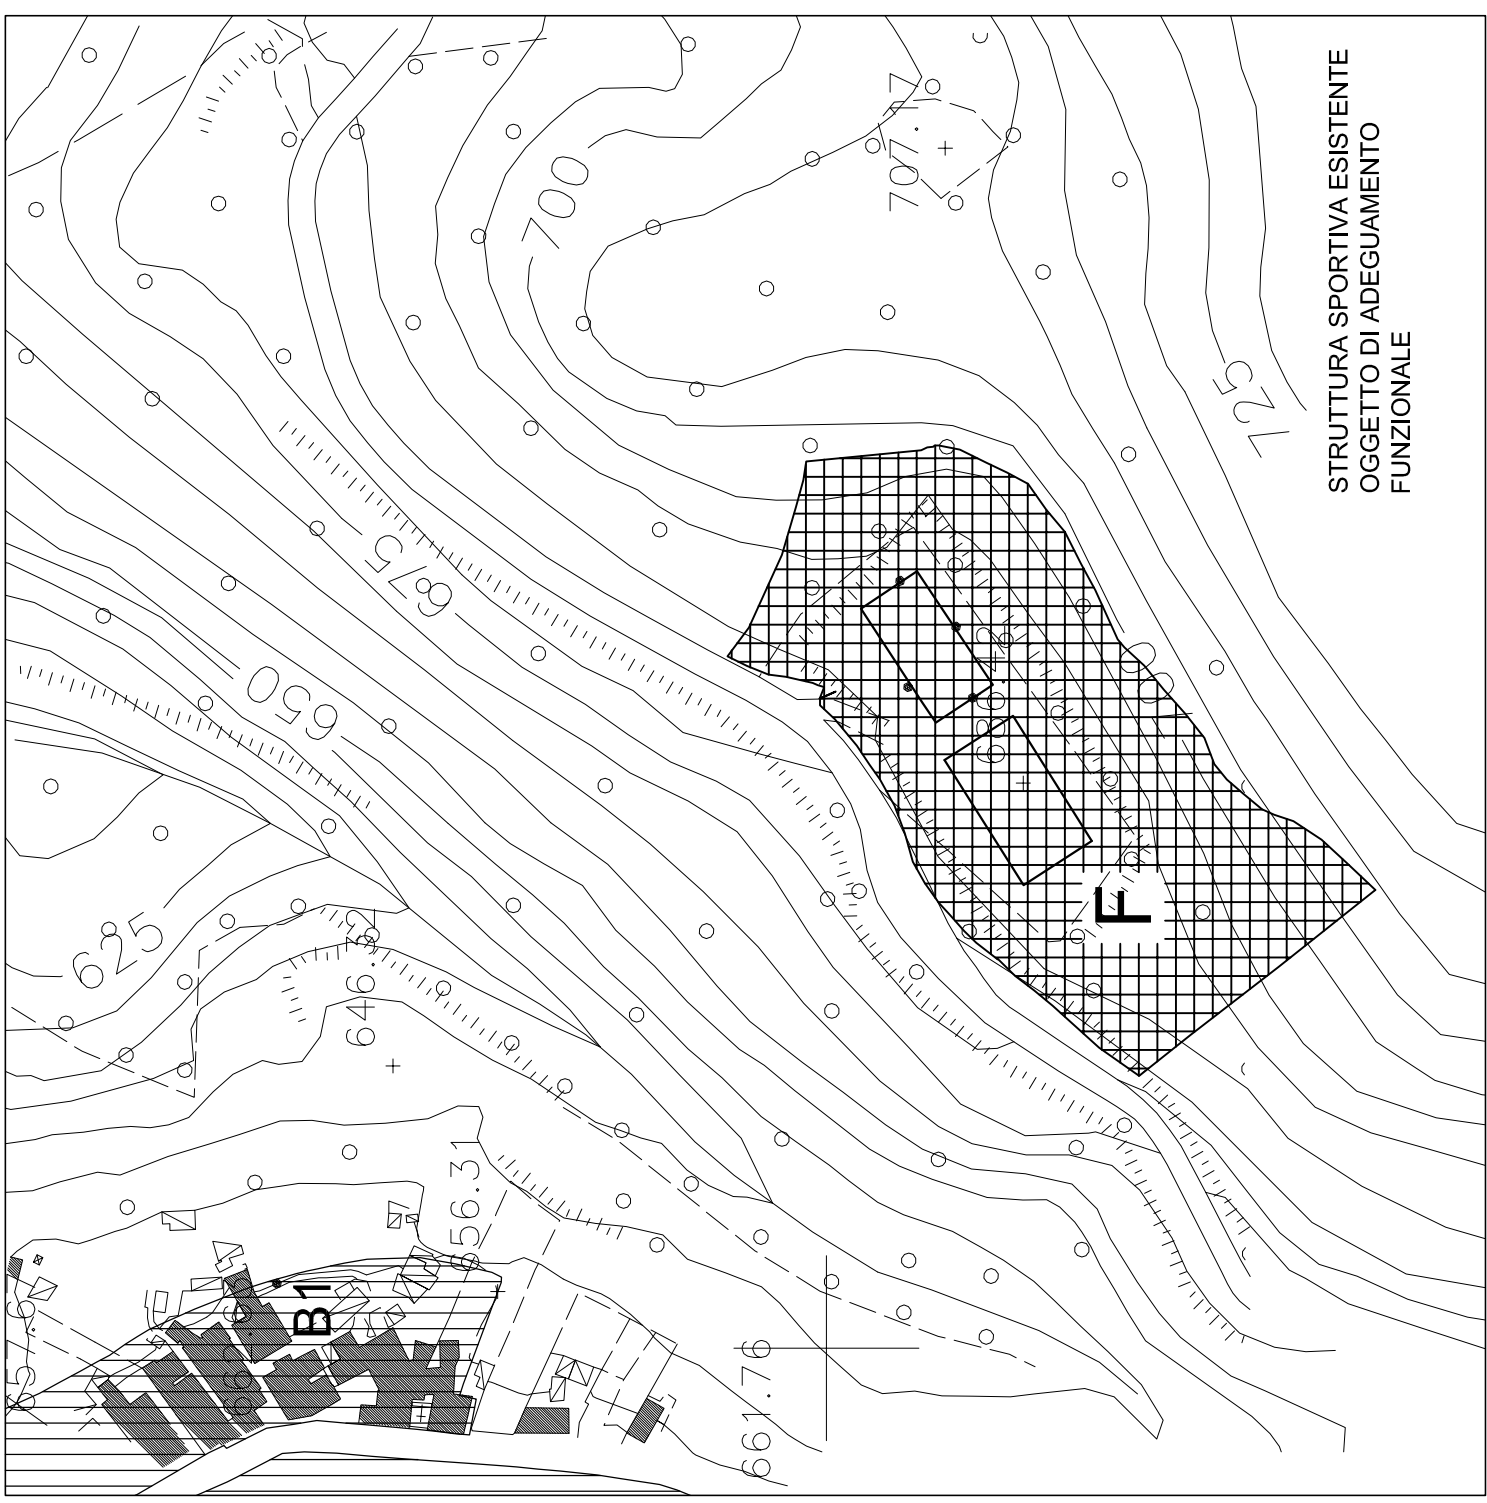 STRUTTURA SPORTIVA ESISTENTE
OGGETTO DI ADEGUAMENTO
FUNZIONALE
700
707.17
725
675
650
625
646.31
656.31
661.76
F
B1